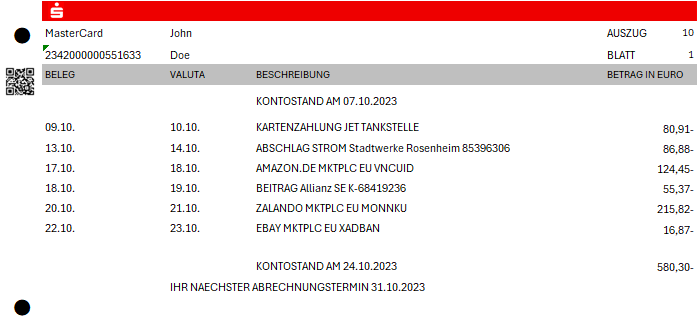 MasterCard John AUSZUG 10
2342000000551633 Doe BLATT 1
BELEG VALUTA BESCHREIBUNG BETRAG IN EURO
KONTOSTAND AM 07.10.2023
09.10. 10.10. KARTENZAHLUNG JET TANKSTELLE 80,91-
13.10. 14.10. ABSCHLAG STROM Stadtwerke Rosenheim 85396306 86,88-
17.10. 18.10. AMAZON.DE MKTPLC EU VNCUID 124,45-
18.10. 19.10. BEITRAG Allianz SE K-68419236 55,37-
20.10. 21.10. ZALANDO MKTPLC EU MONNKU 215,82-
22.10. 23.10. EBAY MKTPLC EU XADBAN 16,87-
KONTOSTAND AM 24.10.2023 580,30-
IHR NAECHSTER ABRECHNUNGSTERMIN 31.10.2023